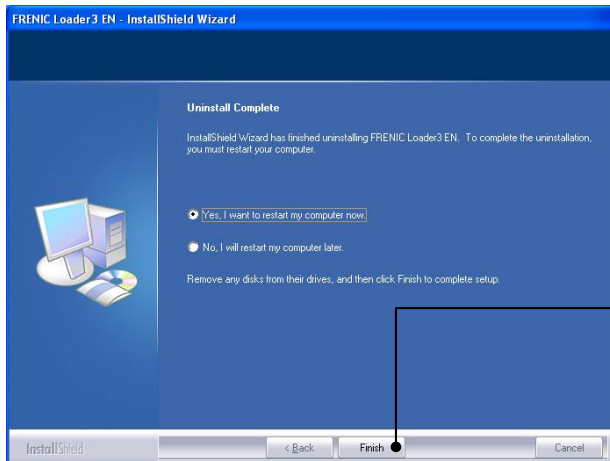 FRENIC Loader3 EN - InstallShield Wizard
Uninstall Complete
InstallShield Wizard has finished uninstalling FRENIC Loader3 EN. To complete the uninstallation,
you must restart your computer.
Yes, I want to restart my computer now.
No, I will restart my computer later.
Remove any disks from their drives, and then click Finish to complete setup.
InstallShield
< Back
Finish
Cancel